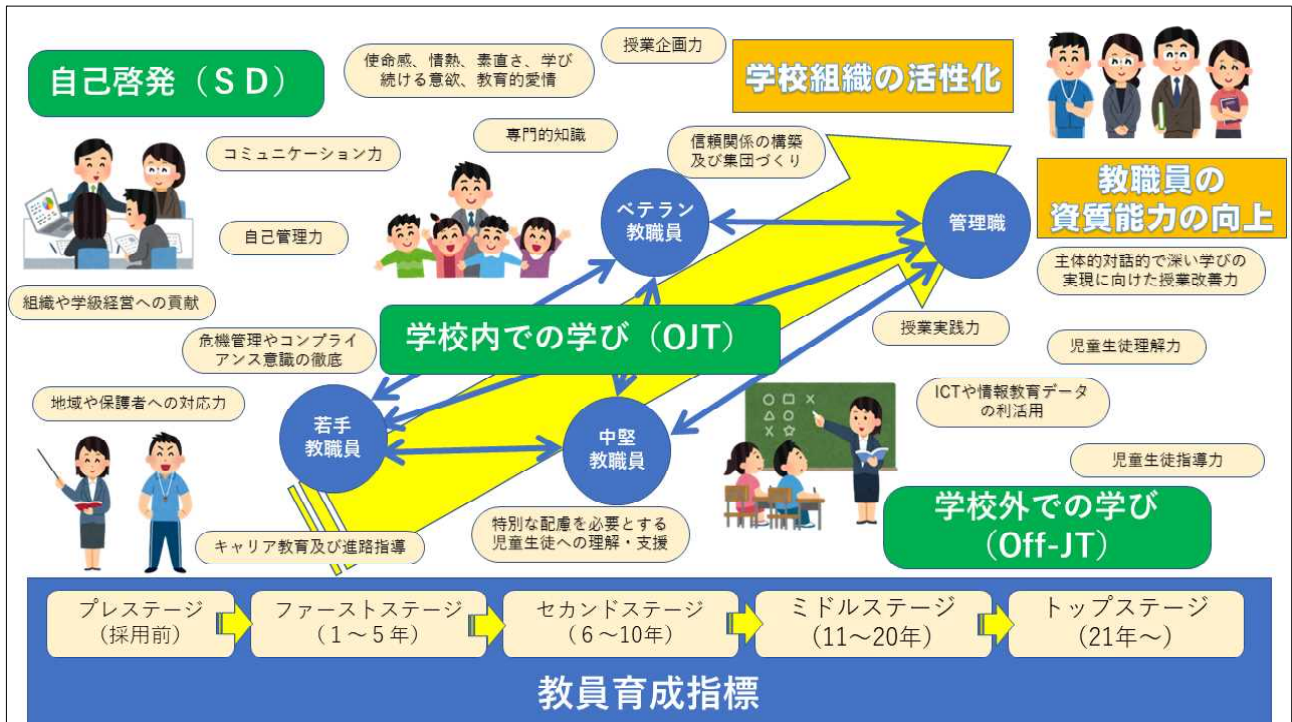 自己啓発（ＳＤ）
使命感、情熱、素直さ、学び
続ける意欲、教育的愛情
授業企画力
学校組織の活性化
コミュニケーション力
専門的知識
信頼関係の構築
及び集団づくり
ベテラン
教職員
管理職
教職員の
資質能力の向上
自己管理力
主体的対話的で深い学びの
実現に向けた授業改善力
組織や学級経営への貢献
危機管理やコンプライ
アンス意識の徹底
学校内での学び（OJT）
授業実践力
児童生徒理解力
地域や保護者への対応力
若手
教職員
中堅
教職員
ICTや情報教育データ
の利活用
児童生徒指導力
キャリア教育及び進路指導
特別な配慮を必要とする
児童生徒への理解・支援
学校外での学び
（Off-JT）
プレステージ
（採用前）
ファーストステージ
（１～５年）
セカンドステージ
（６～10年）
ミドルステージ
（11～20年）
トップステージ
（21年～）
教員育成指標